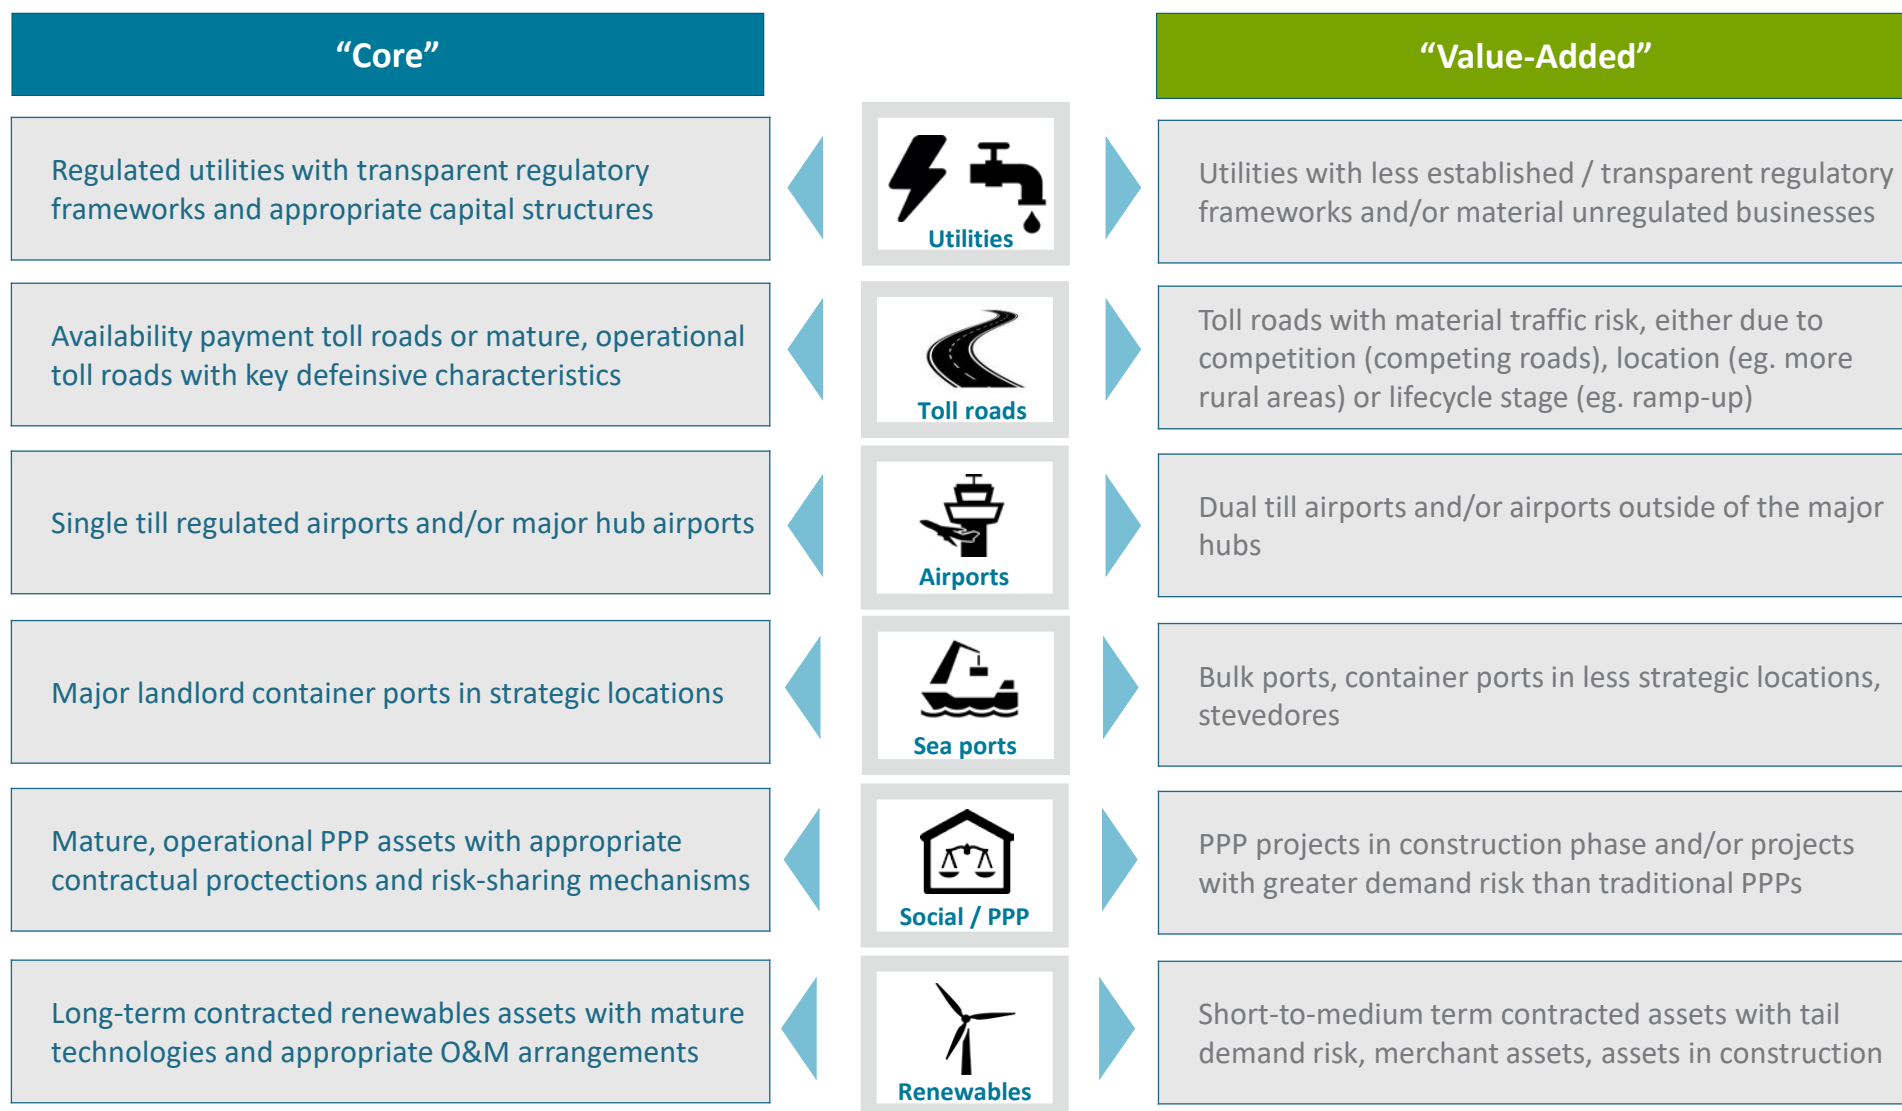 “Core”
“Value-Added”
Regulated utilities with transparent regulatory
frameworks and appropriate capital structures
Utilities
Utilities with less established / transparent regulatory
frameworks and/or material unregulated businesses
Availability payment toll roads or mature, operational
toll roads with key defeinsive characteristics
Toll roads
Toll roads with material traffic risk, either due to
competition (competing roads), location (eg. more
rural areas) or lifecycle stage (eg. ramp-up)
Single till regulated airports and/or major hub airports
Airports
Dual till airports and/or airports outside of the major
hubs
Major landlord container ports in strategic locations
Sea ports
Bulk ports, container ports in less strategic locations,
stevedores
Mature, operational PPP assets with appropriate
contractual proctections and risk-sharing mechanisms
Social / PPP
PPP projects in construction phase and/or projects
with greater demand risk than traditional PPPs
Long-term contracted renewables assets with mature
technologies and appropriate O&M arrangements
Renewables
Short-to-medium term contracted assets with tail
demand risk, merchant assets, assets in construction